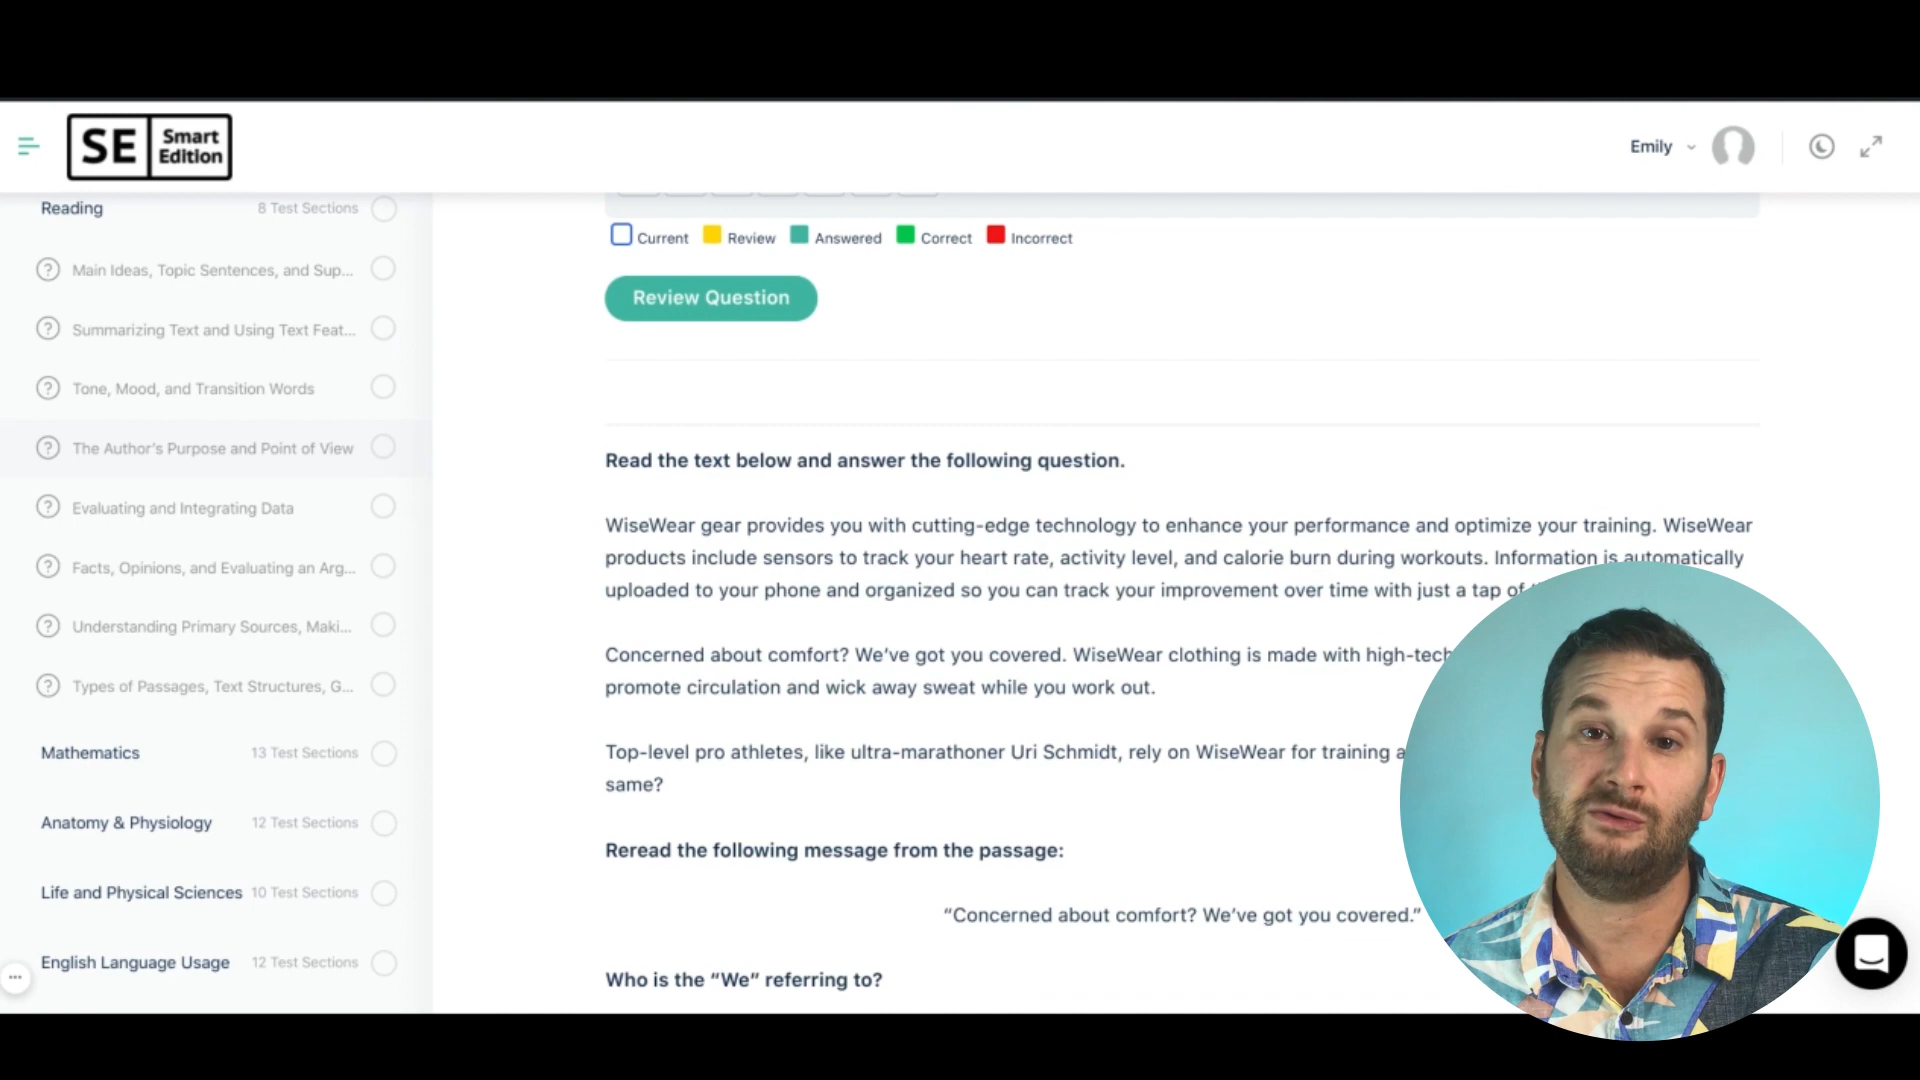 SE Smart Edition
Emily
Reading 8 Test Sections
Main Ideas, Topic Sentences, and Sup...
Summarizing Text and Using Text Feat...
Tone, Mood, and Transition Words
The Author's Purpose and Point of View
Evaluating and Integrating Data
Facts, Opinions, and Evaluating an Arg...
Understanding Primary Sources, Maki...
Types of Passages, Text Structures, G...
Mathematics 13 Test Sections
Anatomy & Physiology 12 Test Sections
Life and Physical Sciences 10 Test Sections
English Language Usage 12 Test Sections
Current Review Answered Correct Incorrect
Review Question
Read the text below and answer the following question.
WiseWear gear provides you with cutting-edge technology to enhance your performance and optimize your training. WiseWear
products include sensors to track your heart rate, activity level, and calorie burn during workouts. Information is automatically
uploaded to your phone and organized so you can track your improvement over time with just a tap of
Concerned about comfort? We've got you covered. WiseWear clothing is made with high-tech
promote circulation and wick away sweat while you work out.
Top-level pro athletes, like ultra-marathoner Uri Schmidt, rely on WiseWear for training
same?
Reread the following message from the passage:
“Concerned about comfort? We've got you covered.”
Who is the “We” referring to?